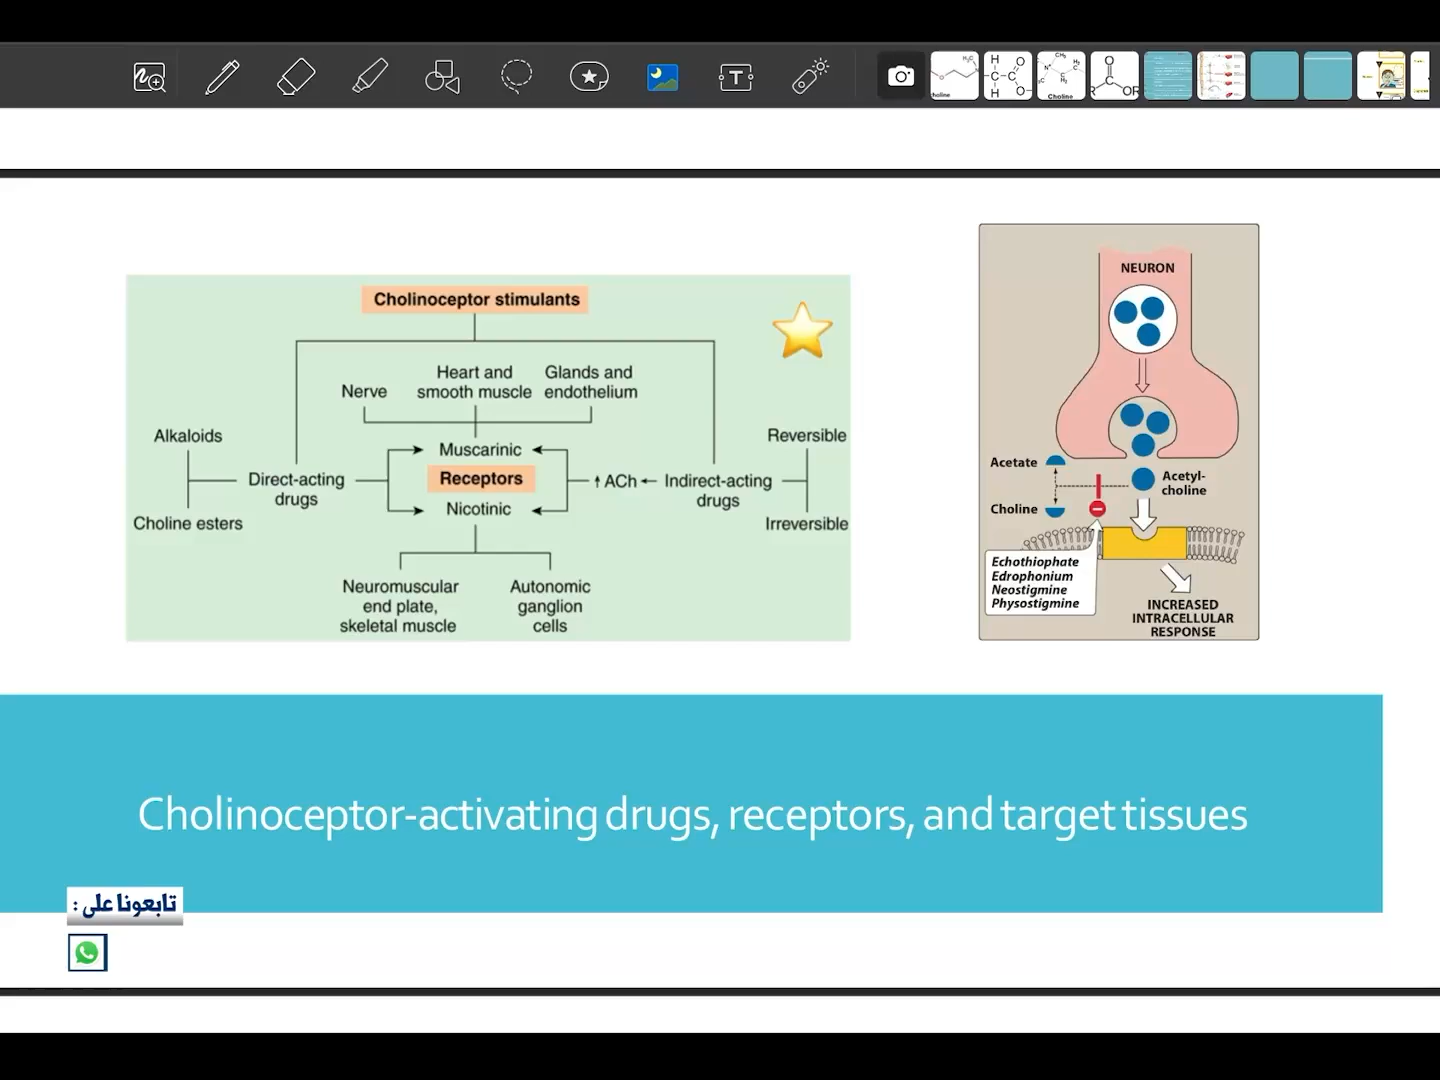 Cholinoceptor stimulants
Nerve
Heart and
smooth muscle
Glands and
endothelium
Alkaloids
Choline esters
Direct-acting
drugs
Muscarinic
Receptors
Nicotinic
ACh
Indirect-acting
drugs
Reversible
Irreversible
Neuromuscular
end plate,
skeletal muscle
Autonomic
ganglion
cells
NEURON
Acetate
Choline
Acetyl-
choline
Echothiophate
Edrophonium
Neostigmine
Physostigmine
INCREASED
INTRACELLULAR
RESPONSE
Cholinoceptor-activating drugs, receptors, and target tissues
تابعونا على :